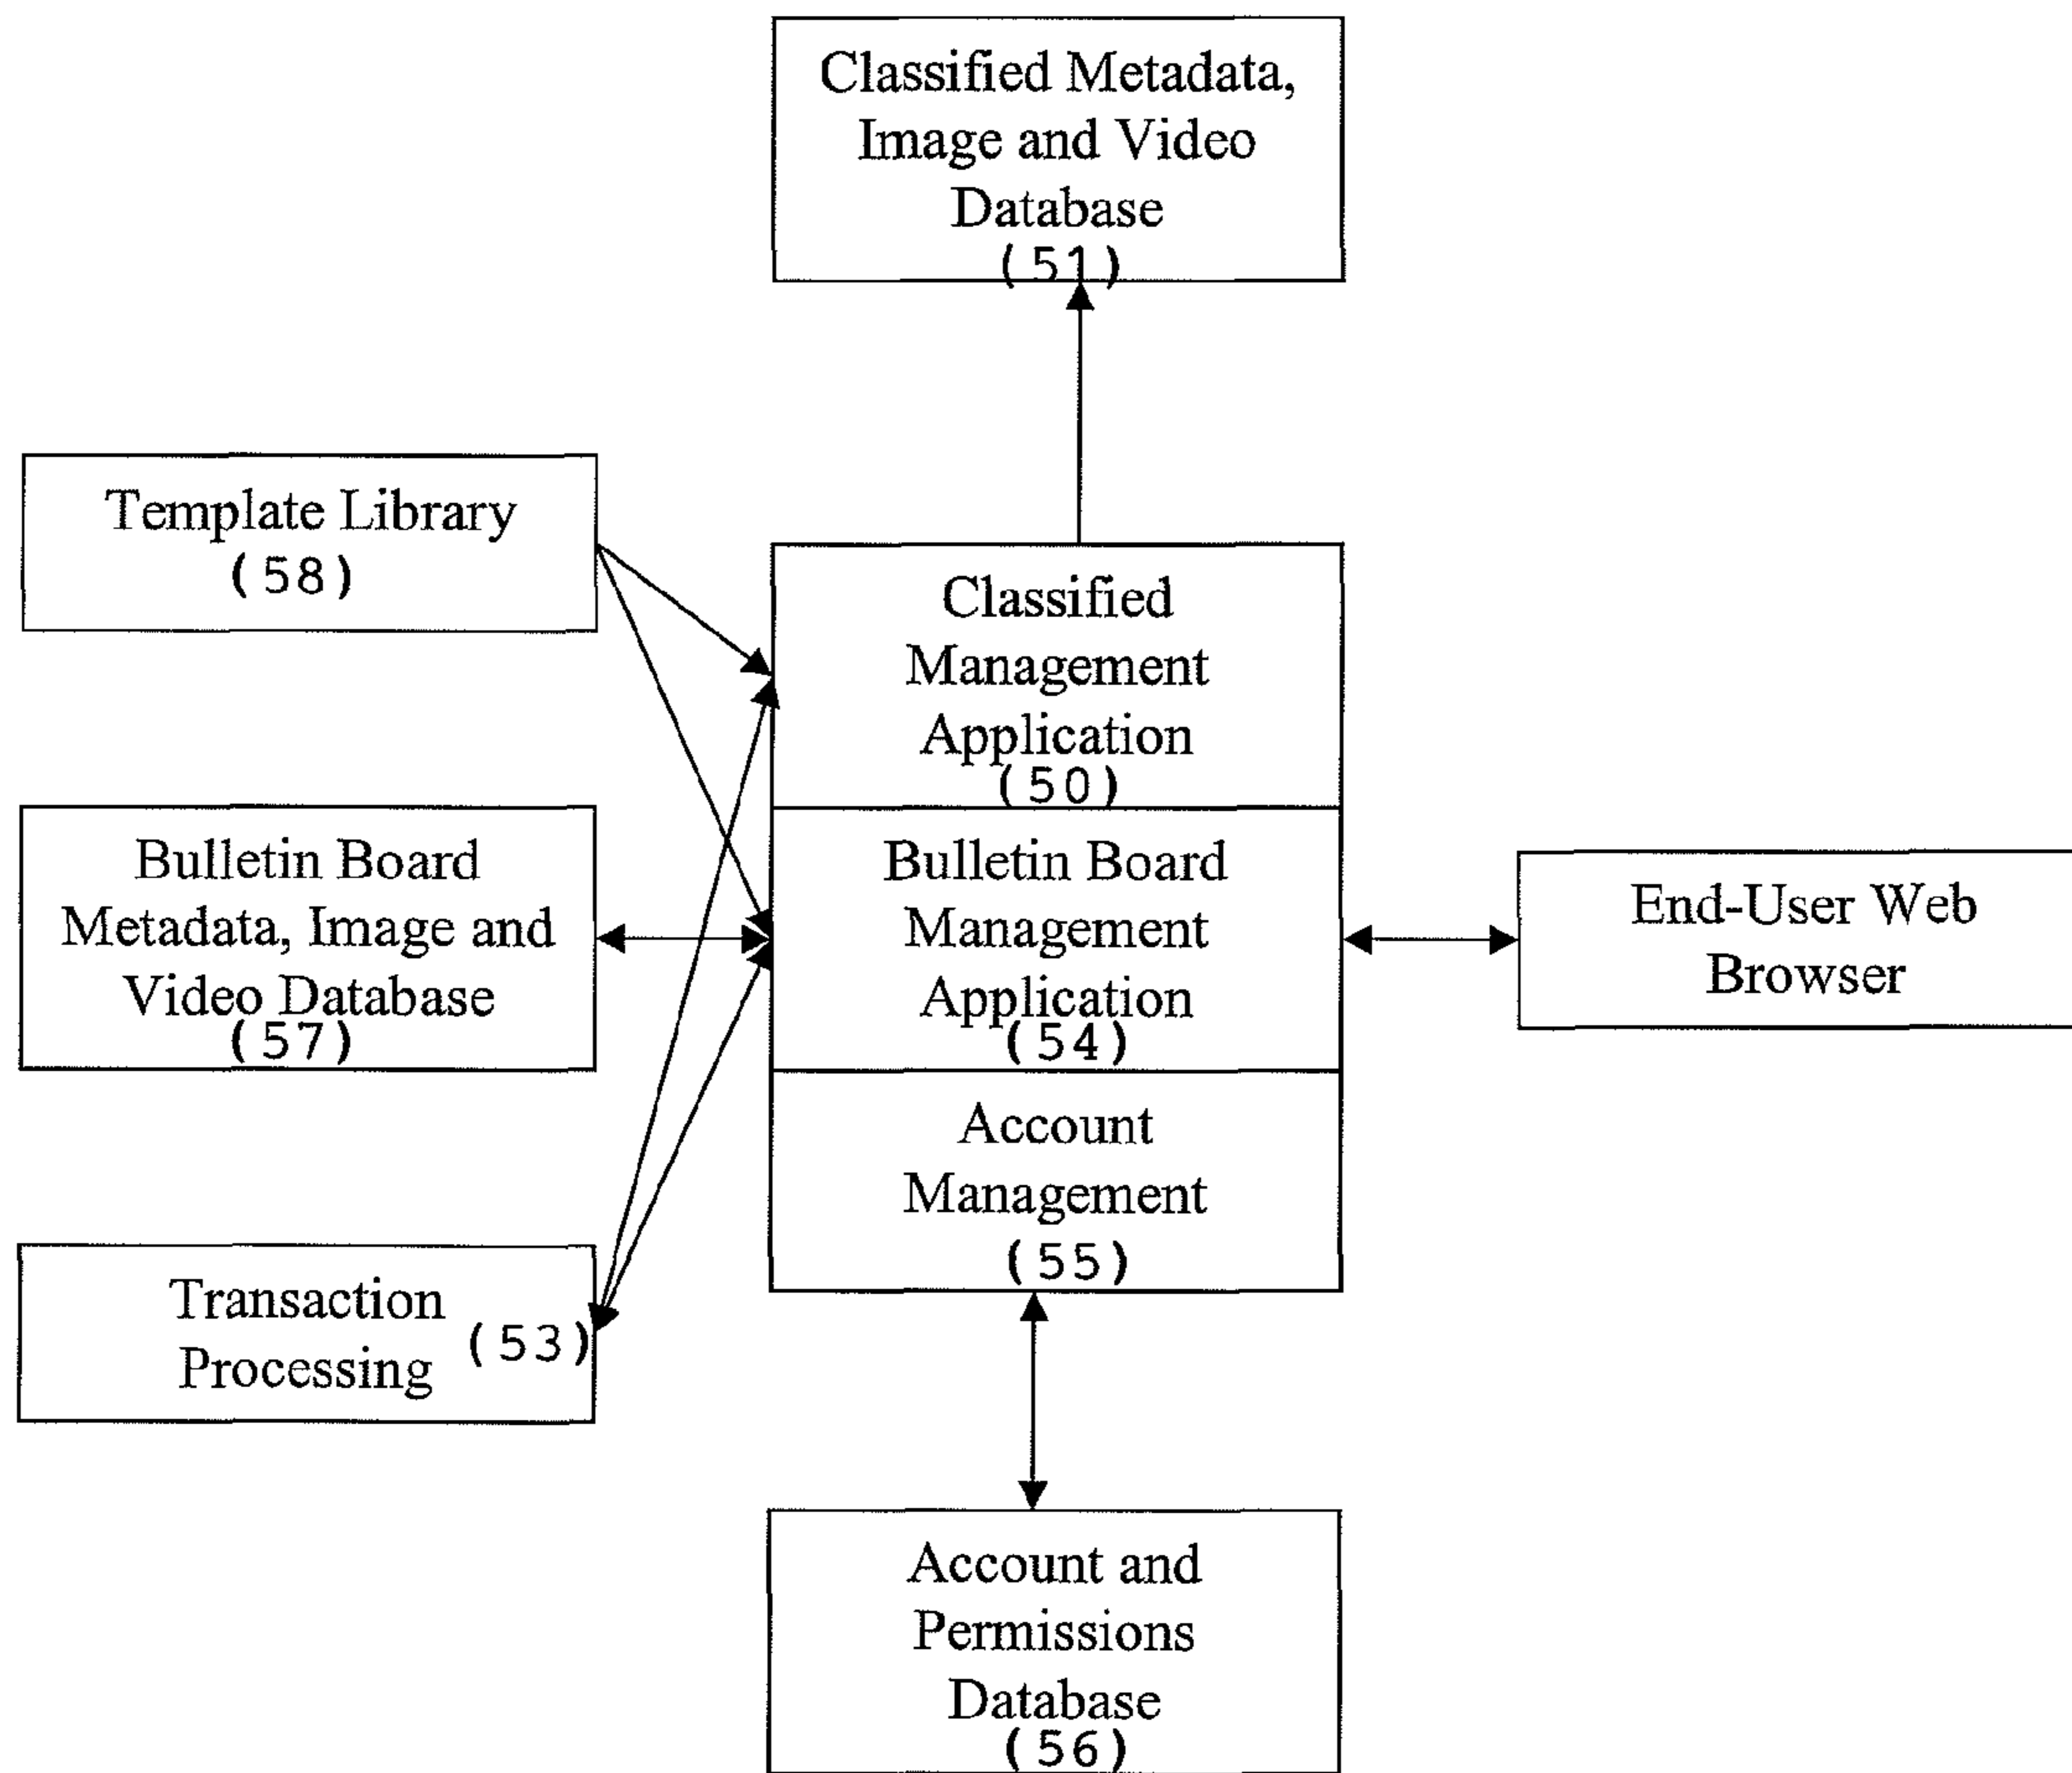 Classified Metadata,
Image and Video
Database
(51)
Template Library
(58)
Classified
Management
Application
(50)
Bulletin Board
Metadata, Image and
Video Database
(57)
Bulletin Board
Management
Application
(54)
End-User Web
Browser
Account
Management
(55)
Transaction
Processing
(53)
Account and
Permissions
Database
(56)